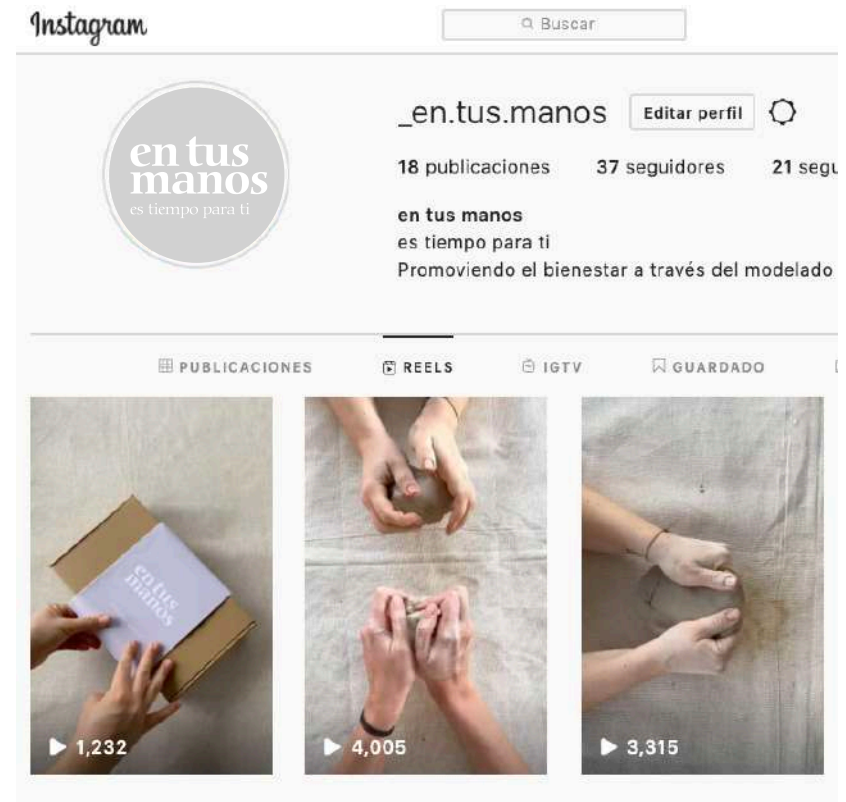 Instagram
Buscar
en tus
manos
es tiempo para ti
_en.tus.manos
Editar perfil
18 publicaciones 37 seguidores 21 segu
en tus manos
es tiempo para ti
Promoviendo el bienestar a través del modelado
PUBLICACIONES REELS IGTV GUARDADO
en tus
manos
1,232 4,005 3,315